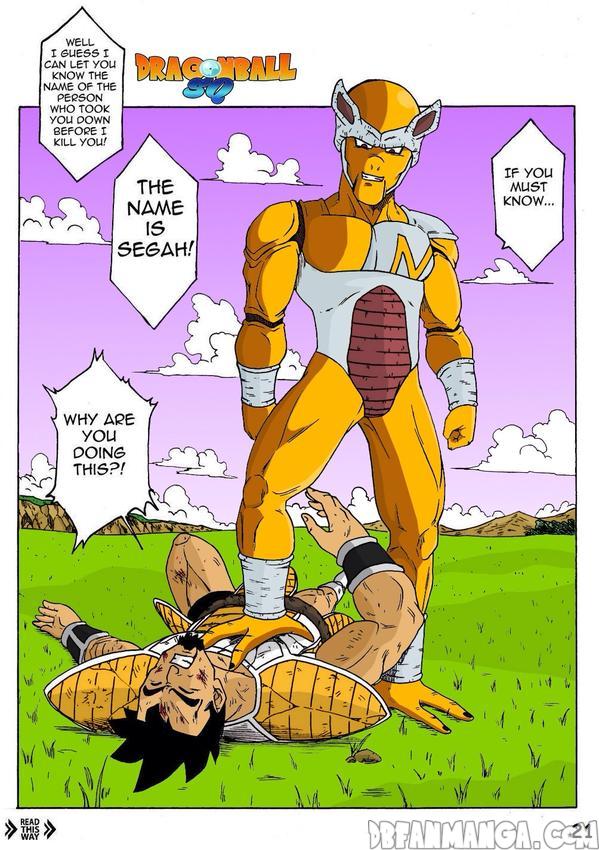 WELL
I GUESS I
CAN LET YOU
KNOW THE
NAME OF THE
PERSON
WHO TOOK
YOU DOWN
BEFORE I
KILL YOU!
DRAGONBALL
SQ
THE
NAME
IS
SEGAH!
IF YOU
MUST
KNOW...
N
WHY ARE
YOU
DOING
THIS?!
READ
THIS
WAY
21
DBFANMANGA.COM